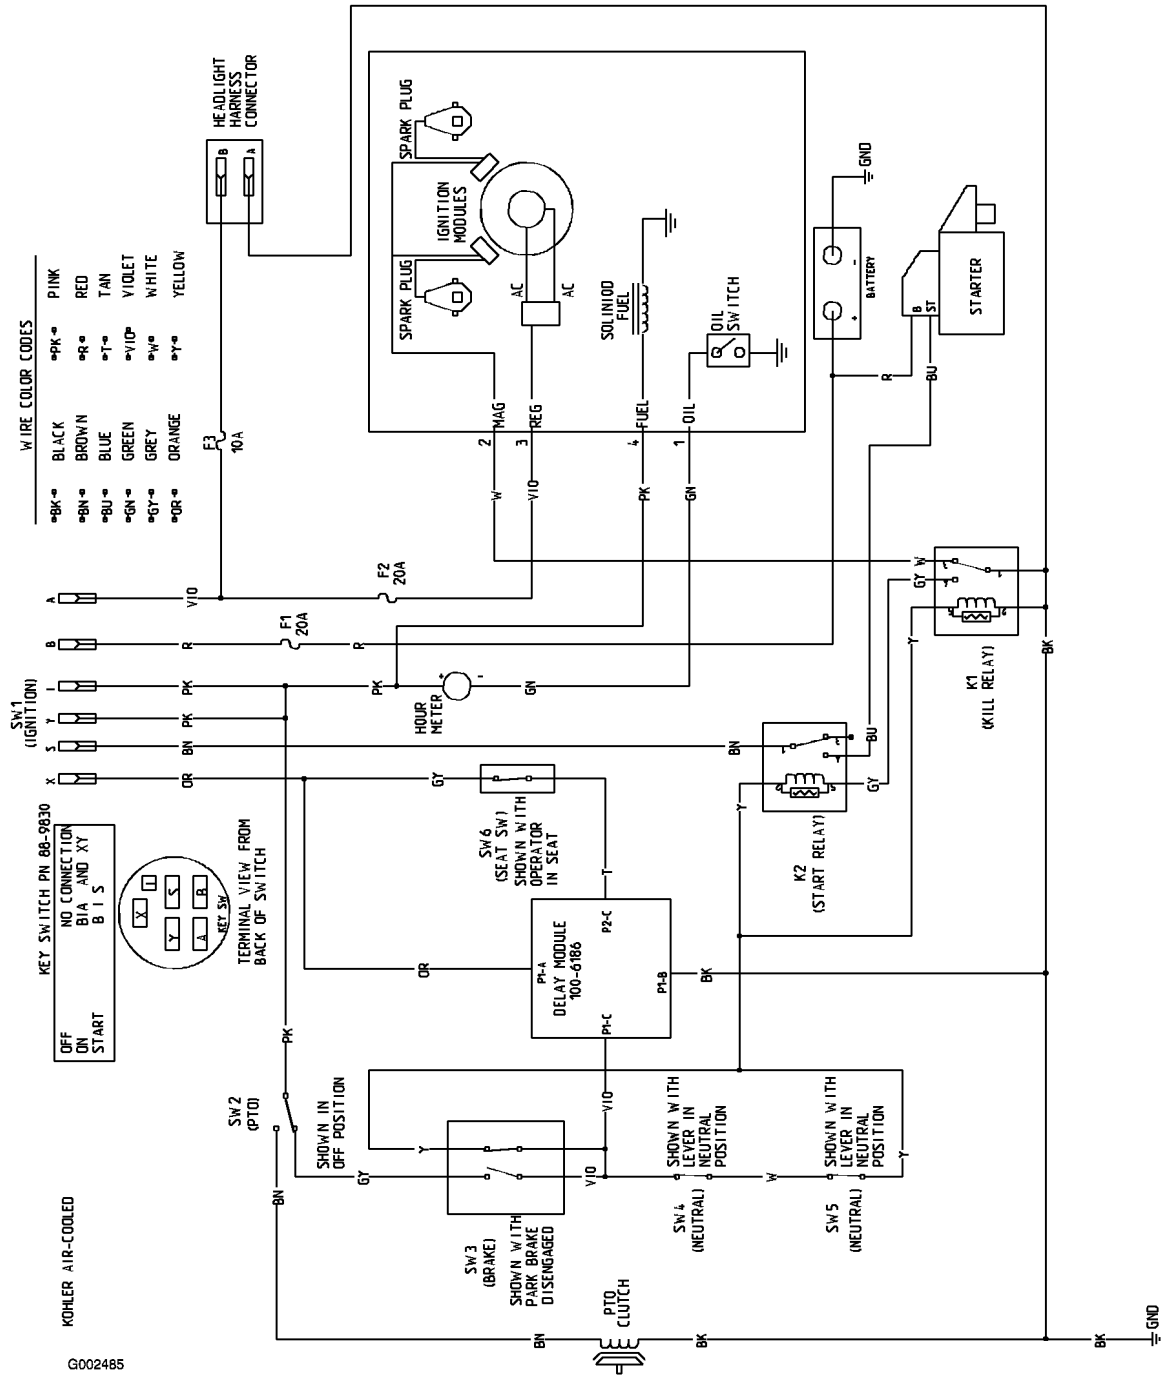 HEADLIGHT
HARNESS
CONNECTOR
B
A
WIRE COLOR CODES
BK BLACK PK PINK
BN BROWN R RED
BU BLUE T TAN
GN GREEN VIO VIOLET
GY GREY W WHITE
OR ORANGE Y YELLOW
F3
10A
SPARK PLUG
IGNITION
MODULES
SPARK PLUG
AC
AC
SOLINIOD
FUEL
OIL
SWITCH
MAG
REG
FUEL
OIL
2
3
4
1
GND
BATTERY
+
-
B
ST
STARTER
R
BU
W
VIO
PK
GN
SW1
(IGNITION)
A
B
I
Y
S
X
VIO
R
PK
PK
BN
OR
F2
20A
F1
20A
R
PK
HOUR
METER
+
-
GN
W
GY
Y
K1
(KILL RELAY)
BK
BN
BU
GY
Y
K2
(START RELAY)
GY
SW6
(SEAT SW)
SHOWN WITH
OPERATOR
IN SEAT
T
KEY SWITCH PN 88-9830
OFF NO CONNECTION
ON BIA AND XY
START B I S
X
I
Y
S
A
B
KEY SW
TERMINAL VIEW FROM
BACK OF SWITCH
OR
P1-A
P2-C
DELAY MODULE
100-6186
P1-C
P1-B
BK
PK
SW2
(PTO)
SHOWN IN
OFF POSITION
BN
GY
Y
VIO
VIO
SW3
(BRAKE)
SHOWN WITH
PARK BRAKE
DISENGAGED
SHOWN WITH
LEVER IN
NEUTRAL
POSITION
SW4
(NEUTRAL)
W
SHOWN WITH
LEVER IN
NEUTRAL
POSITION
SW5
(NEUTRAL)
Y
KOHLER AIR-COOLED
PTO
CLUTCH
BN
BK
BK
GND
G002485